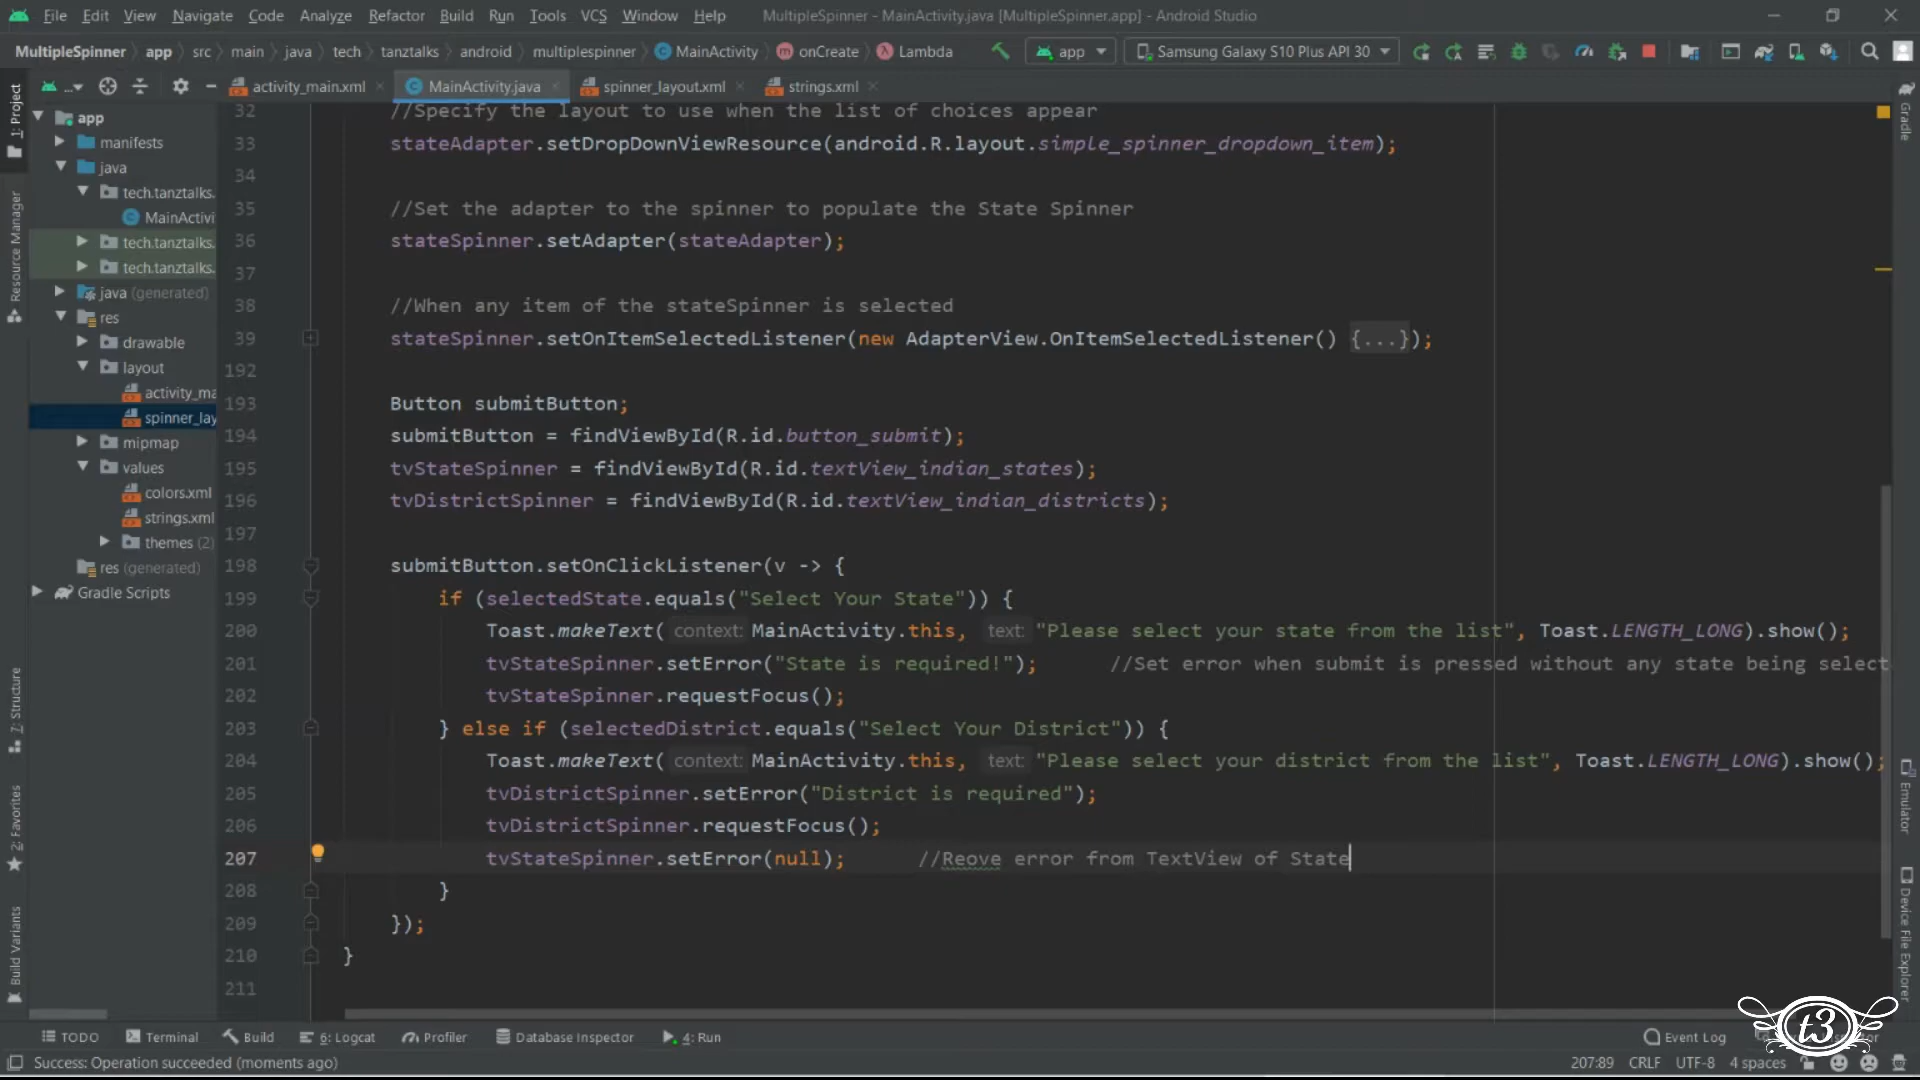 File Edit View Navigate Code Analyze Refactor Build Run Tools VCS Window Help MultipleSpinner - MainActivity.java [MultipleSpinner.app] - Android Studio
MultipleSpinner app src main java tech tanztalks android multiplespinner MainActivity onCreate Lambda app Samsung Galaxy S10 Plus API 30
... activity_main.xml MainActivity.java spinner_layout.xml strings.xml
1: Project
Resource Manager
7: Structure
2: Favorites
Build Variants
app
manifests
java
tech.tanztalks.
MainActivi
tech.tanztalks.
tech.tanztalks.
java (generated)
res
drawable
layout
activity_ma
spinner_lay
mipmap
values
colors.xml
strings.xml
themes (2)
res (generated)
Gradle Scripts
32 //Specify the layout to use when the list of choices appear
33 stateAdapter.setDropDownViewResource(android.R.layout.simple_spinner_dropdown_item);
34
35 //Set the adapter to the spinner to populate the State Spinner
36 stateSpinner.setAdapter(stateAdapter);
37
38 //When any item of the stateSpinner is selected
39 stateSpinner.setOnItemSelectedListener(new AdapterView.OnItemSelectedListener() {...});
192
193 Button submitButton;
194 submitButton = findViewById(R.id.button_submit);
195 tvStateSpinner = findViewById(R.id.textView_indian_states);
196 tvDistrictSpinner = findViewById(R.id.textView_indian_districts);
197
198 submitButton.setOnClickListener(v -> {
199 if (selectedState.equals("Select Your State")) {
200 Toast.makeText( context: MainActivity.this, text: "Please select your state from the list", Toast.LENGTH_LONG).show();
201 tvStateSpinner.setError("State is required!"); //Set error when submit is pressed without any state being select
202 tvStateSpinner.requestFocus();
203 } else if (selectedDistrict.equals("Select Your District")) {
204 Toast.makeText( context: MainActivity.this, text: "Please select your district from the list", Toast.LENGTH_LONG).show();
205 tvDistrictSpinner.setError("District is required");
206 tvDistrictSpinner.requestFocus();
207 tvStateSpinner.setError(null); //Reove error from TextView of State
208 }
209 });
210 }
211
Gradle
Emulator
Device File Explorer
TODO Terminal Build 6: Logcat Profiler Database Inspector 4: Run Event Log
t3
Success: Operation succeeded (moments ago) 207:89 CRLF UTF-8 4 spaces